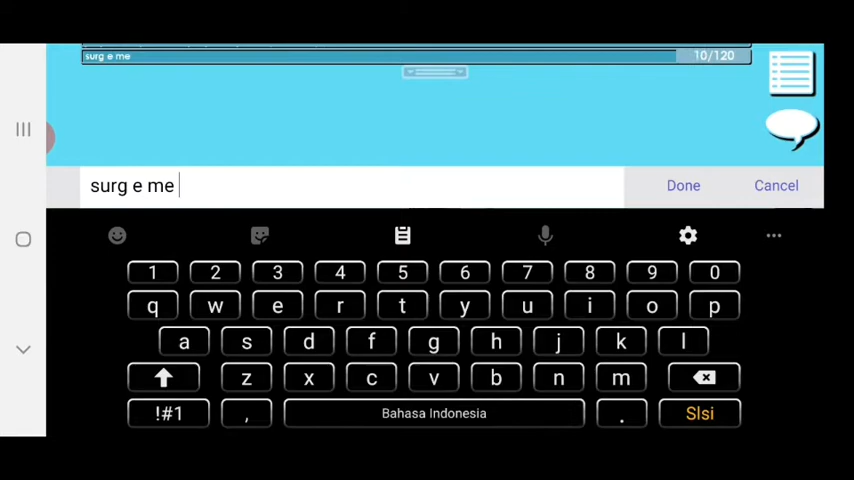 surg e me
10/120
surg e me
Done
Cancel
1 2 3 4 5 6 7 8 9 0
q w e r t y u i o p
a s d f g h j k l
z x c v b n m
!#1 , Bahasa Indonesia . Slsi